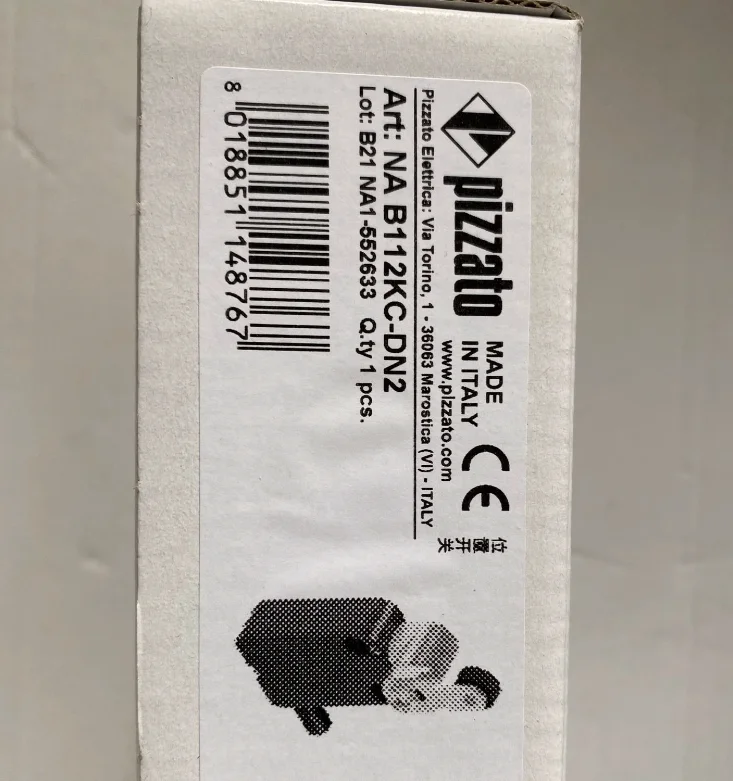 pizzato
MADE
IN ITALY
www.pizzato.com
CE
位置
开关
Pizzato Elettrica: Via Torino, 1 - 36063 Marostica (VI) - ITALY
Art: NA B112KC-DN2
Lot: B21 NA1-552633 Q.ty 1 pcs.
8 018851 148767